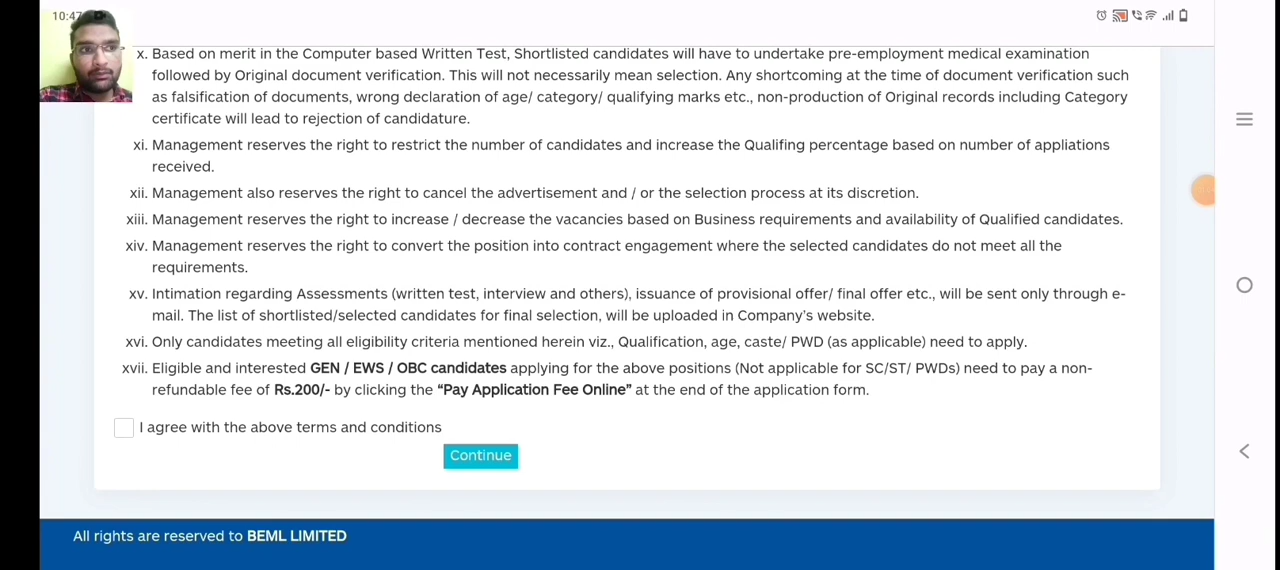 10:47
x. Based on merit in the Computer based Written Test, Shortlisted candidates will have to undertake pre-employment medical examination
followed by Original document verification. This will not necessarily mean selection. Any shortcoming at the time of document verification such
as falsification of documents, wrong declaration of age/ category/ qualifying marks etc., non-production of Original records including Category
certificate will lead to rejection of candidature.
xi. Management reserves the right to restrict the number of candidates and increase the Qualifing percentage based on number of appliations
received.
xii. Management also reserves the right to cancel the advertisement and / or the selection process at its discretion.
xiii. Management reserves the right to increase / decrease the vacancies based on Business requirements and availability of Qualified candidates.
xiv. Management reserves the right to convert the position into contract engagement where the selected candidates do not meet all the
requirements.
xv. Intimation regarding Assessments (written test, interview and others), issuance of provisional offer/ final offer etc., will be sent only through e-
mail. The list of shortlisted/selected candidates for final selection, will be uploaded in Company's website.
xvi. Only candidates meeting all eligibility criteria mentioned herein viz., Qualification, age, caste/ PWD (as applicable) need to apply.
xvii. Eligible and interested GEN / EWS / OBC candidates applying for the above positions (Not applicable for SC/ST/ PWDs) need to pay a non-
refundable fee of Rs.200/- by clicking the “Pay Application Fee Online” at the end of the application form.
I agree with the above terms and conditions
Continue
All rights are reserved to BEML LIMITED